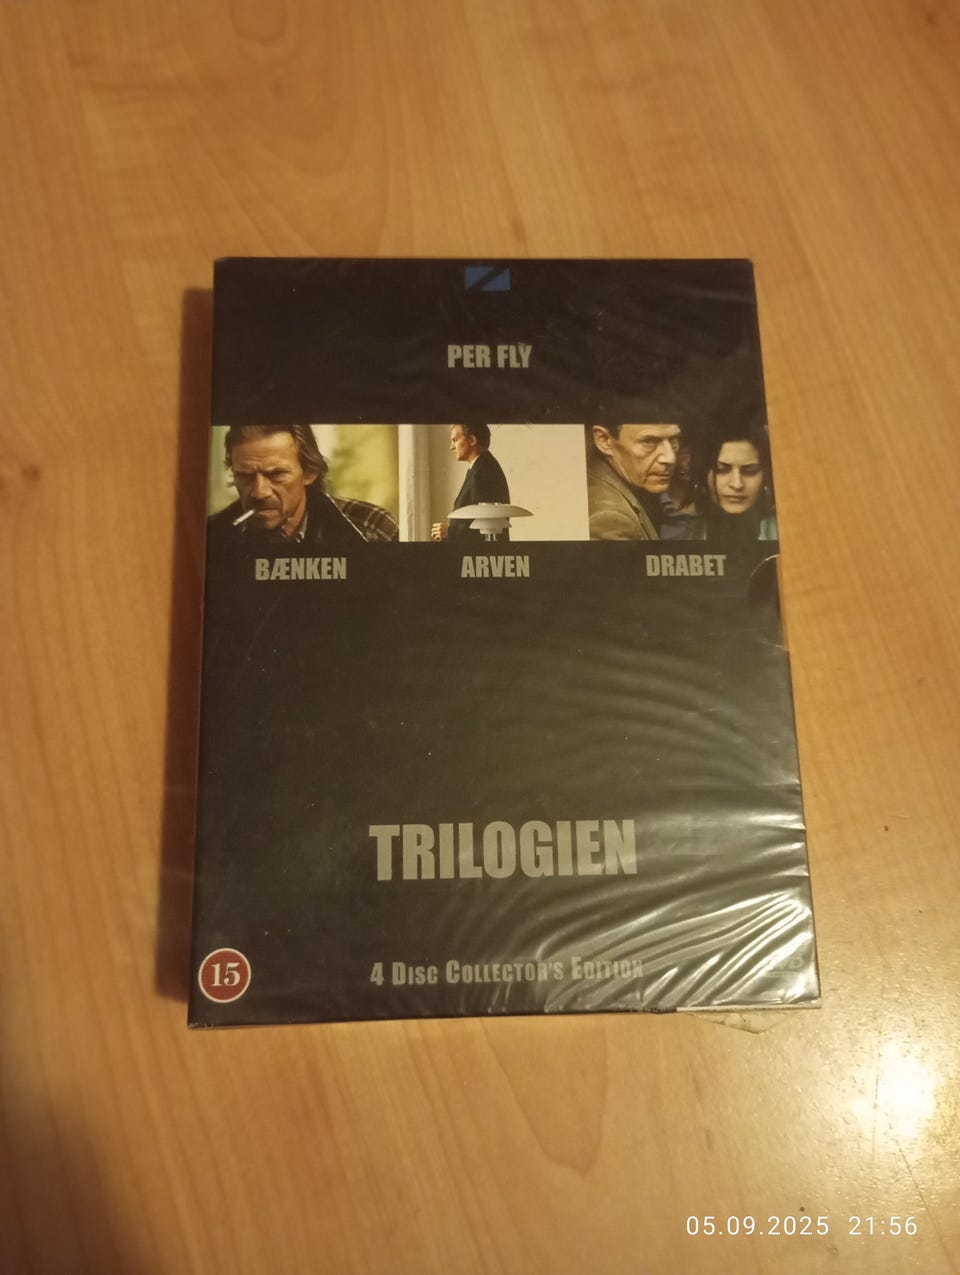 PER FLY
BÆNKEN ARVEN DRABET
TRILOGIEN
15 4 DISC COLLECTOR'S EDITION
05.09.2025 21:56